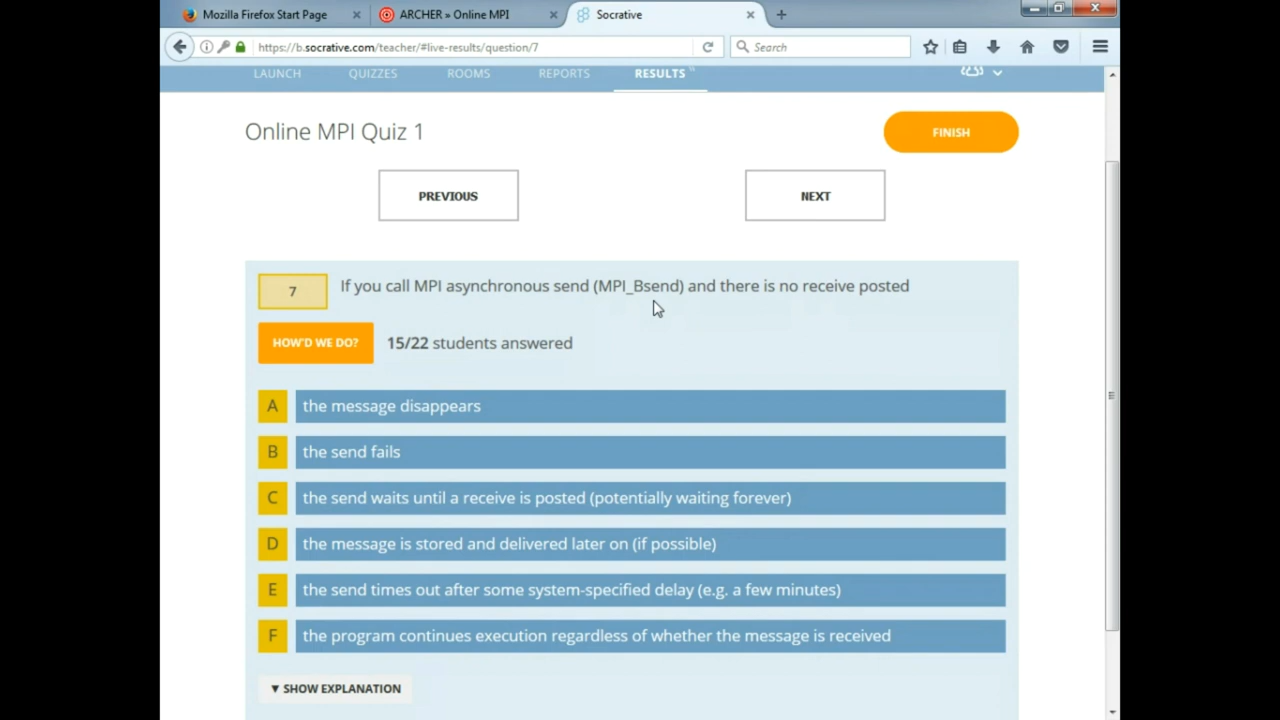 Mozilla Firefox Start Page
ARCHER » Online MPI
Socrative
https://b.socrative.com/teacher/#live-results/question/7
Search
LAUNCH
QUIZZES
ROOMS
REPORTS
RESULTS
Online MPI Quiz 1
FINISH
PREVIOUS
NEXT
7
If you call MPI asynchronous send (MPI_Bsend) and there is no receive posted
HOW'D WE DO?
15/22 students answered
A the message disappears
B the send fails
C the send waits until a receive is posted (potentially waiting forever)
D the message is stored and delivered later on (if possible)
E the send times out after some system-specified delay (e.g. a few minutes)
F the program continues execution regardless of whether the message is received
▼ SHOW EXPLANATION